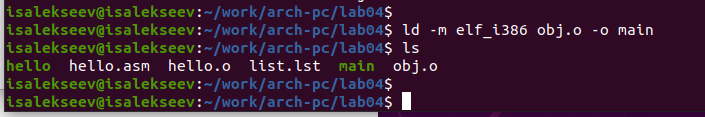 isalekseev@isalekseev:~/work/arch-pc/lab04$
isalekseev@isalekseev:~/work/arch-pc/lab04$ ld -m elf_i386 obj.o -o main
isalekseev@isalekseev:~/work/arch-pc/lab04$ ls
hello  hello.asm  hello.o  list.lst  main  obj.o
isalekseev@isalekseev:~/work/arch-pc/lab04$
isalekseev@isalekseev:~/work/arch-pc/lab04$